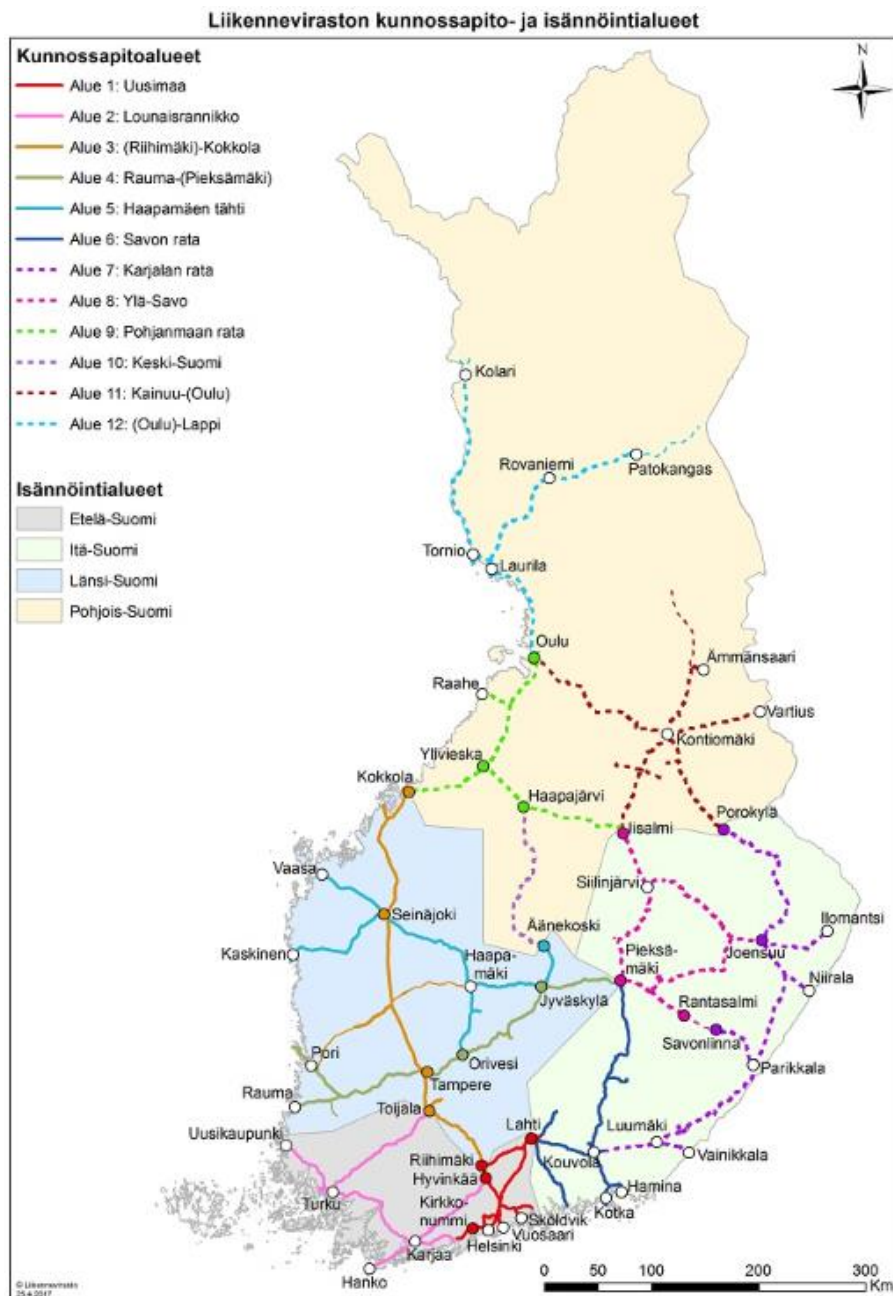 Liikenneviraston kunnossapito- ja isännöintialueet
Kunnossapitoalueet
Alue 1: Uusimaa
Alue 2: Lounaisrannikko
Alue 3: (Riihimäki)-Kokkola
Alue 4: Rauma-(Pieksämäki)
Alue 5: Haapamäen tähti
Alue 6: Savon rata
Alue 7: Karjalan rata
Alue 8: Ylä-Savo
Alue 9: Pohjanmaan rata
Alue 10: Keski-Suomi
Alue 11: Kainuu-(Oulu)
Alue 12: (Oulu)-Lappi
Isännöintialueet
Etelä-Suomi
Itä-Suomi
Länsi-Suomi
Pohjois-Suomi
N
Kolari
Rovaniemi
Patokangas
Tornio
Laurila
Oulu
Ämmänsaari
Raahe
Vartius
Kontiomäki
Ylivieska
Kokkola
Haapajärvi
Porokylä
Iisalmi
Vaasa
Siilinjärvi
Seinäjoki
Ilomantsi
Äänekoski
Kaskinen
Haapa-
mäki
Pieksä-
mäki
Joensuu
Jyväskylä
Niirala
Rantasalmi
Savonlinna
Pori
Orivesi
Parikkala
Tampere
Rauma
Toijala
Uusikaupunki
Lahti
Luumäki
Kouvola
Vainikkala
Riihimäki
Hyvinkää
Hamina
Turku
Kirkko-
nummi
Sköldvik
Kotka
Vuosaari
Helsinki
Karjaa
Hanko
0 50 100 200 300
Km
© Liikennevirasto
25.4.2017